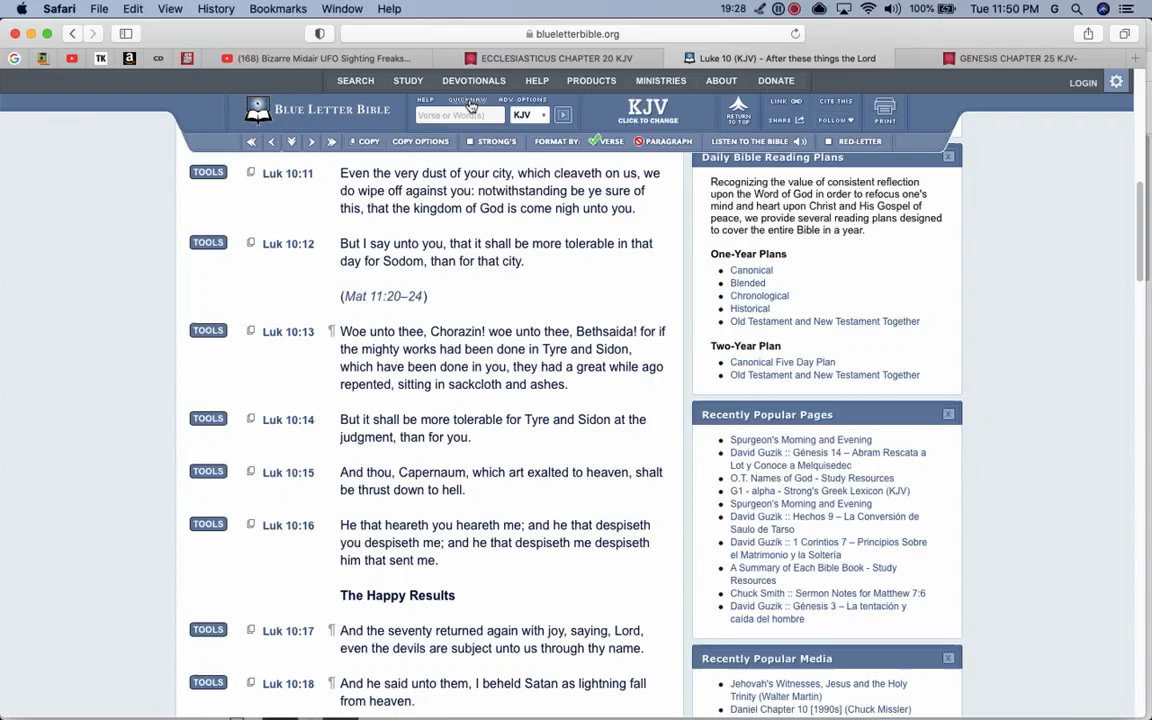 Safari File Edit View History Bookmarks Window Help 19:28 100% Tue 11:50 PM G
blueletterbible.org
G TK a CD (168) Bizarre Midair UFO Sighting Freaks... ECCLESIASTICUS CHAPTER 20 KJV Luke 10 (KJV) - After these things the Lord GENESIS CHAPTER 25 KJV-
SEARCH STUDY DEVOTIONALS HELP PRODUCTS MINISTRIES ABOUT DONATE LOGIN
BLUE LETTER BIBLE
HELP QUICKNAV ADV. OPTIONS
Verse or Word(s) KJV
KJV
CLICK TO CHANGE
RETURN
TO TOP
LINK CITE THIS
SHARE FOLLOW
PRINT
COPY COPY OPTIONS STRONG'S FORMAT BY: VERSE PARAGRAPH LISTEN TO THE BIBLE RED-LETTER
TOOLS Luk 10:11 Even the very dust of your city, which cleaveth on us, we
do wipe off against you: notwithstanding be ye sure of
this, that the kingdom of God is come nigh unto you.
TOOLS Luk 10:12 But I say unto you, that it shall be more tolerable in that
day for Sodom, than for that city.
(Mat 11:20–24)
TOOLS Luk 10:13 ¶ Woe unto thee, Chorazin! woe unto thee, Bethsaida! for if
the mighty works had been done in Tyre and Sidon,
which have been done in you, they had a great while ago
repented, sitting in sackcloth and ashes.
TOOLS Luk 10:14 But it shall be more tolerable for Tyre and Sidon at the
judgment, than for you.
TOOLS Luk 10:15 And thou, Capernaum, which art exalted to heaven, shalt
be thrust down to hell.
TOOLS Luk 10:16 He that heareth you heareth me; and he that despiseth
you despiseth me; and he that despiseth me despiseth
him that sent me.
The Happy Results
TOOLS Luk 10:17 ¶ And the seventy returned again with joy, saying, Lord,
even the devils are subject unto us through thy name.
TOOLS Luk 10:18 ¶ And he said unto them, I beheld Satan as lightning fall
from heaven.
Daily Bible Reading Plans
Recognizing the value of consistent reflection
upon the Word of God in order to refocus one's
mind and heart upon Christ and His Gospel of
peace, we provide several reading plans designed
to cover the entire Bible in a year.
One-Year Plans
Canonical
Blended
Chronological
Historical
Old Testament and New Testament Together
Two-Year Plan
Canonical Five Day Plan
Old Testament and New Testament Together
Recently Popular Pages
Spurgeon's Morning and Evening
David Guzik :: Génesis 14 – Abram Rescata a
Lot y Conoce a Melquisedec
O.T. Names of God - Study Resources
G1 - alpha - Strong's Greek Lexicon (KJV)
Spurgeon's Morning and Evening
David Guzik :: Hechos 9 – La Conversión de
Saulo de Tarso
David Guzik :: 1 Corintios 7 – Principios Sobre
el Matrimonio y la Soltería
A Summary of Each Bible Book - Study
Resources
Chuck Smith :: Sermon Notes for Matthew 7:6
David Guzik :: Génesis 3 – La tentación y
caída del hombre
Recently Popular Media
Jehovah's Witnesses, Jesus and the Holy
Trinity (Walter Martin)
Daniel Chapter 10 [1990s] (Chuck Missler)